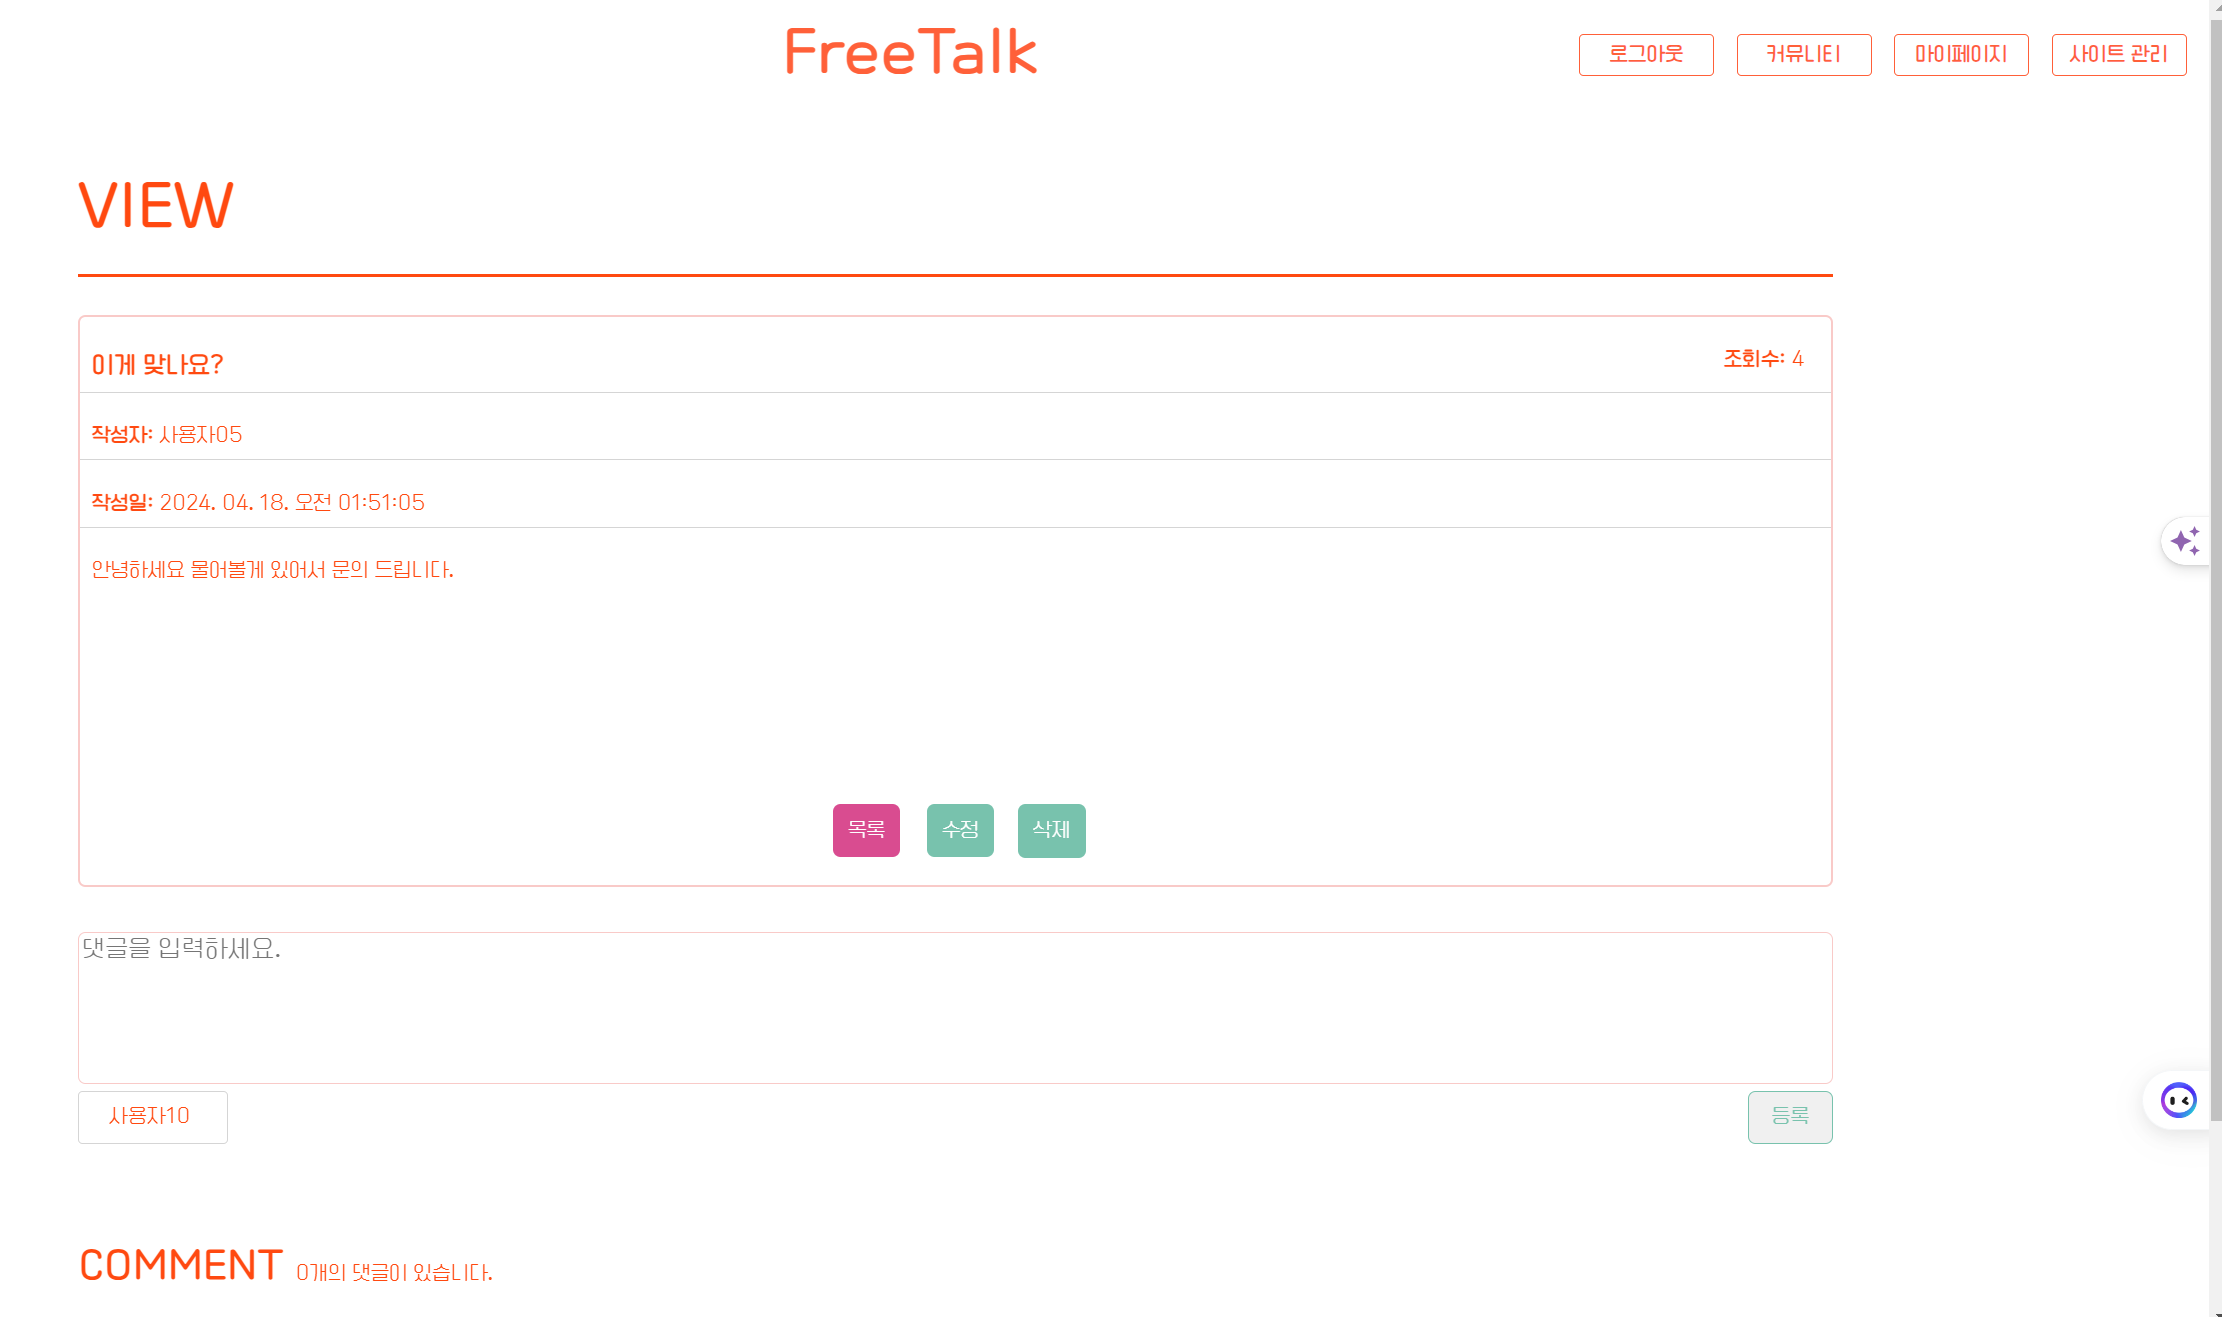 FreeTalk
로그아웃 커뮤니티 마이페이지 사이트 관리
VIEW
이게 맞나요?
조회수: 4
작성자: 사용자05
작성일: 2024. 04. 18. 오전 01:51:05
안녕하세요 물어볼게 있어서 문의 드립니다.
목록 수정 삭제
댓글을 입력하세요.
사용자10
등록
COMMENT 0개의 댓글이 있습니다.